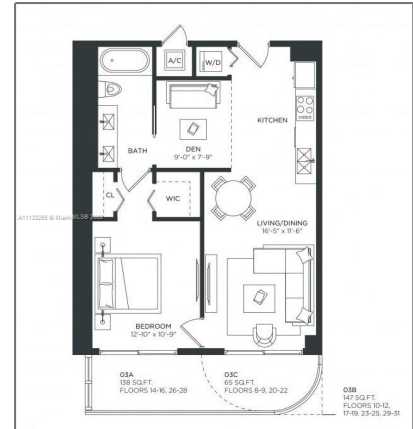 A/C
W/D
KITCHEN
DEN
9'-0" x 7'-9"
BATH
CL
WIC
LIVING/DINING
16'-5" x 11'-6"
BEDROOM
12'-10" x 10'-9"
03A
138 SQ.FT.
FLOORS 14-16, 26-28
03C
65 SQ.FT.
FLOORS 8-9, 20-22
03B
147 SQ.FT.
FLOORS 10-12,
17-19, 23-25, 29-31